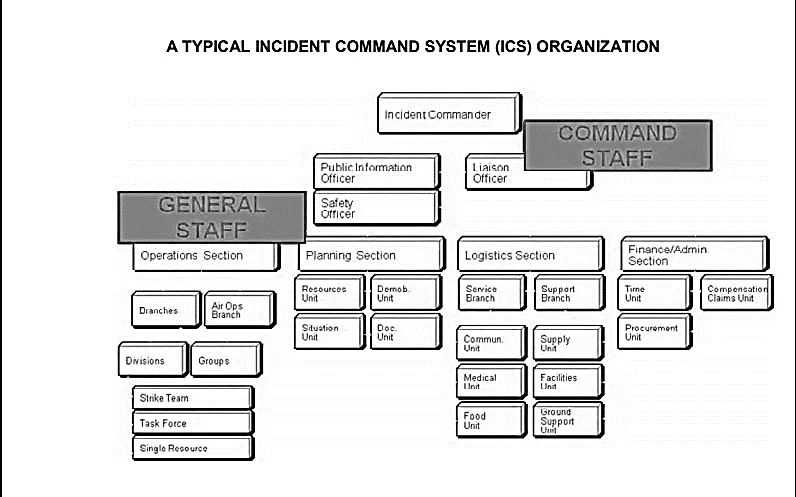 A TYPICAL INCIDENT COMMAND SYSTEM (ICS) ORGANIZATION
Incident Commander
COMMAND
STAFF
Public Information
Officer
Liaison
Officer
Safety
Officer
GENERAL
STAFF
Operations Section
Planning Section
Logistics Section
Finance/Admin.
Section
Branches
Air Ops
Branch
Resources
Unit
Demob.
Unit
Service
Branch
Support
Branch
Time
Unit
Compensation
Claims Unit
Situation
Unit
Doc.
Unit
Commun.
Unit
Supply
Unit
Procurement
Unit
Divisions
Groups
Medical
Unit
Facilities
Unit
Strike Team
Task Force
Single Resource
Food
Unit
Ground
Support
Unit